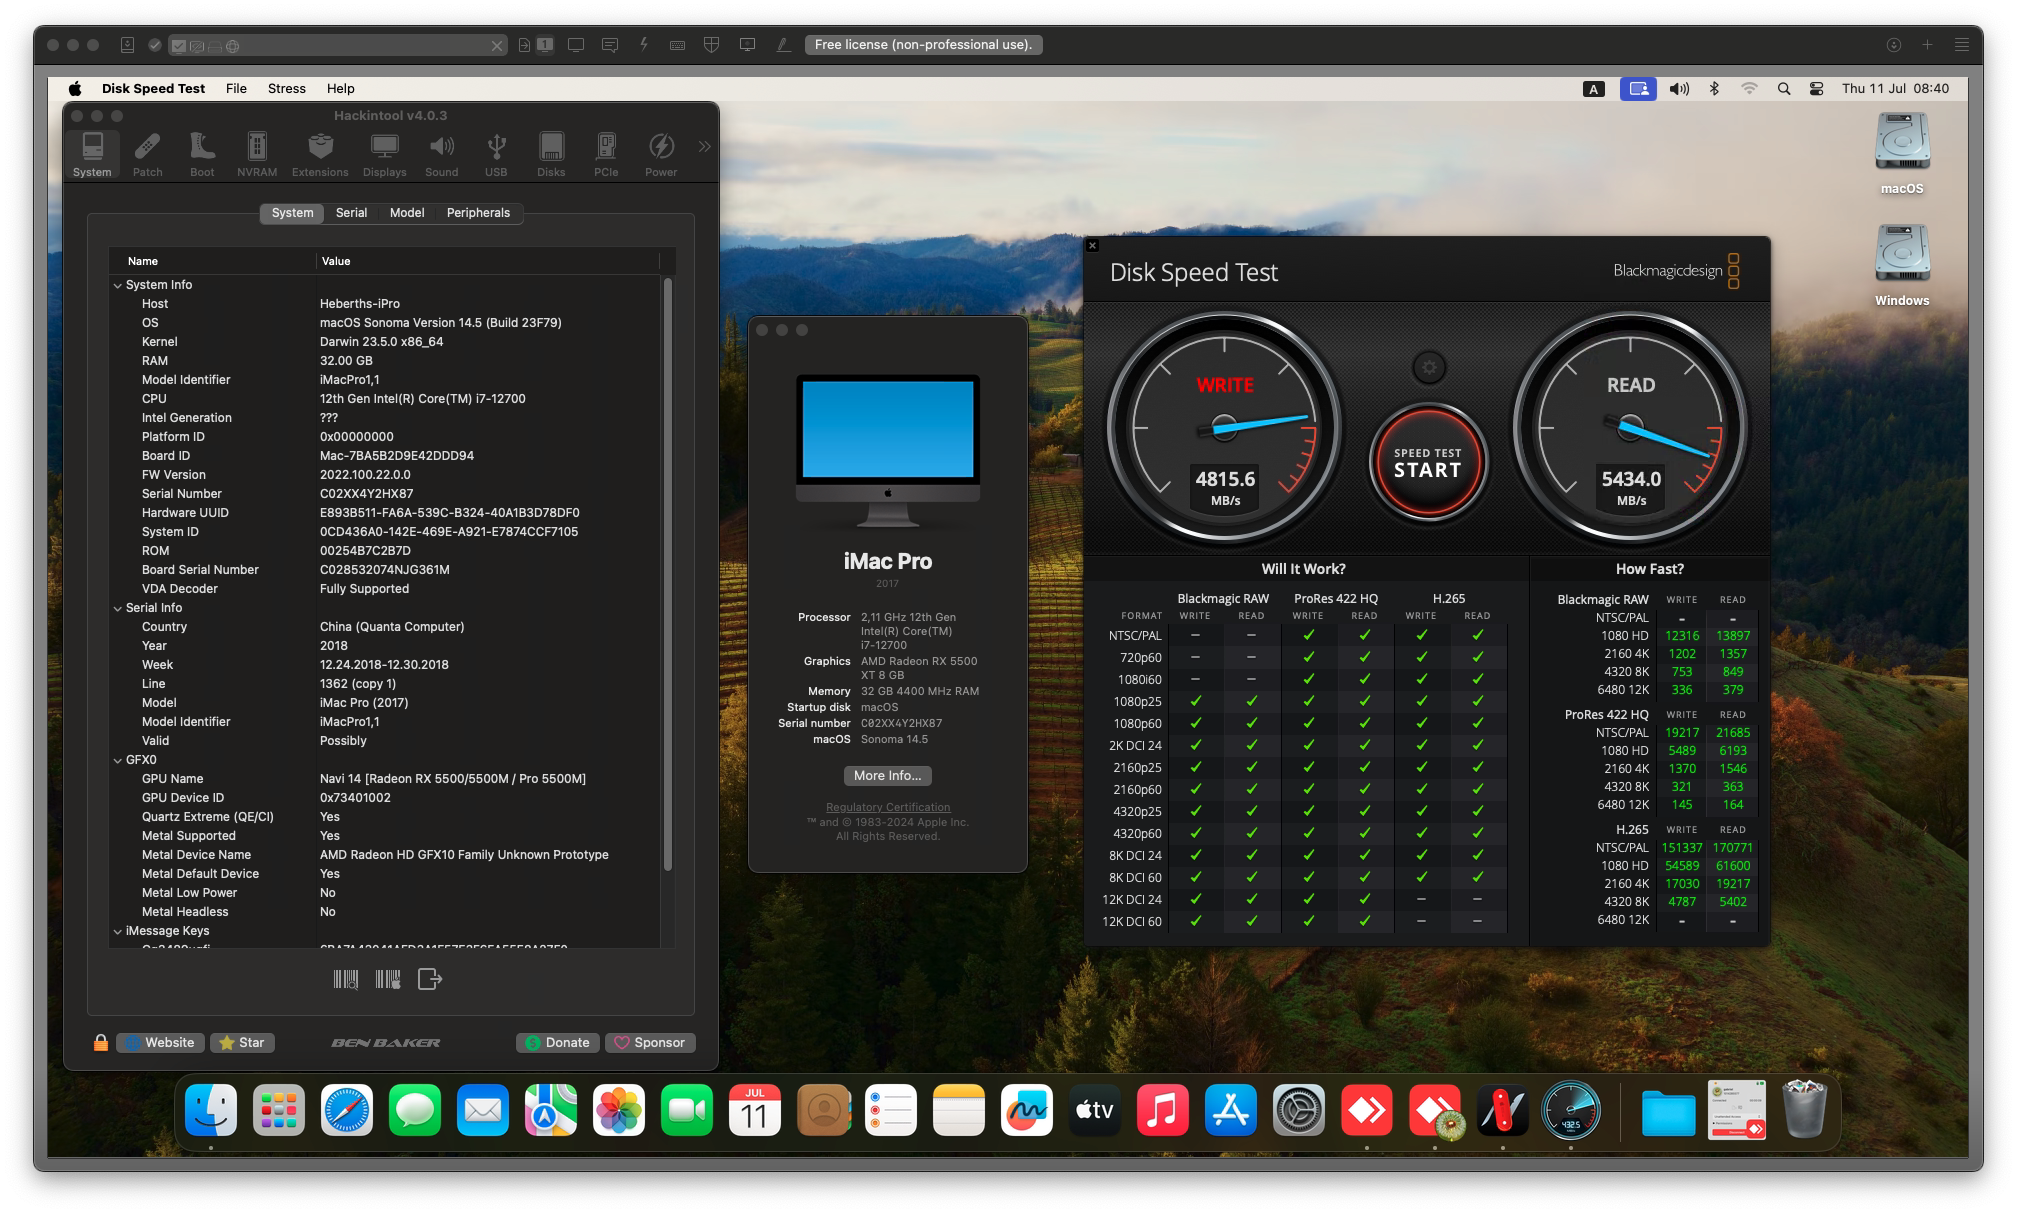 1
Free license (non-professional use).
Disk Speed Test File Stress Help
A
Thu 11 Jul 08:40
Hackintool v4.0.3
System Patch Boot NVRAM Extensions Displays Sound USB Disks PCIe Power
System Serial Model Peripherals
Name Value
System Info
Host Heberths-iPro
OS macOS Sonoma Version 14.5 (Build 23F79)
Kernel Darwin 23.5.0 x86_64
RAM 32.00 GB
Model Identifier iMacPro1,1
CPU 12th Gen Intel(R) Core(TM) i7-12700
Intel Generation ???
Platform ID 0x00000000
Board ID Mac-7BA5B2D9E42DDD94
FW Version 2022.100.22.0.0
Serial Number C02XX4Y2HX87
Hardware UUID E893B511-FA6A-539C-B324-40A1B3D78DF0
System ID 0CD436A0-142E-469E-A921-E7874CCF7105
ROM 00254B7C2B7D
Board Serial Number C028532074NJG361M
VDA Decoder Fully Supported
Serial Info
Country China (Quanta Computer)
Year 2018
Week 12.24.2018-12.30.2018
Line 1362 (copy 1)
Model iMac Pro (2017)
Model Identifier iMacPro1,1
Valid Possibly
GFX0
GPU Name Navi 14 [Radeon RX 5500/5500M / Pro 5500M]
GPU Device ID 0x73401002
Quartz Extreme (QE/CI) Yes
Metal Supported Yes
Metal Device Name AMD Radeon HD GFX10 Family Unknown Prototype
Metal Default Device Yes
Metal Low Power No
Metal Headless No
iMessage Keys
Website Star BEN BAKER Donate Sponsor
iMac Pro
2017
Processor 2,11 GHz 12th Gen
Intel(R) Core(TM)
i7-12700
Graphics AMD Radeon RX 5500
XT 8 GB
Memory 32 GB 4400 MHz RAM
Startup disk macOS
Serial number C02XX4Y2HX87
macOS Sonoma 14.5
More Info...
Regulatory Certification
™ and © 1983-2024 Apple Inc.
All Rights Reserved.
Disk Speed Test
Blackmagicdesign
WRITE
4815.6
MB/s
SPEED TEST
START
READ
5434.0
MB/s
Will It Work?
Blackmagic RAW ProRes 422 HQ H.265
FORMAT WRITE READ WRITE READ WRITE READ
NTSC/PAL – – ✓ ✓ ✓ ✓
720p60 – – ✓ ✓ ✓ ✓
1080i60 – – ✓ ✓ ✓ ✓
1080p25 ✓ ✓ ✓ ✓ ✓ ✓
1080p60 ✓ ✓ ✓ ✓ ✓ ✓
2K DCI 24 ✓ ✓ ✓ ✓ ✓ ✓
2160p25 ✓ ✓ ✓ ✓ ✓ ✓
2160p60 ✓ ✓ ✓ ✓ ✓ ✓
4320p25 ✓ ✓ ✓ ✓ ✓ ✓
4320p60 ✓ ✓ ✓ ✓ ✓ ✓
8K DCI 24 ✓ ✓ ✓ ✓ ✓ ✓
8K DCI 60 ✓ ✓ ✓ ✓ ✓ ✓
12K DCI 24 ✓ ✓ ✓ ✓ – –
12K DCI 60 ✓ ✓ ✓ ✓ – –
How Fast?
Blackmagic RAW WRITE READ
NTSC/PAL - -
1080 HD 12316 13897
2160 4K 1202 1357
4320 8K 753 849
6480 12K 336 379
ProRes 422 HQ WRITE READ
NTSC/PAL 19217 21685
1080 HD 5489 6193
2160 4K 1370 1546
4320 8K 321 363
6480 12K 145 164
H.265 WRITE READ
NTSC/PAL 151337 170771
1080 HD 54589 61600
2160 4K 17030 19217
4320 8K 4787 5402
6480 12K - -
macOS
Windows
JUL
11
tv
432.5